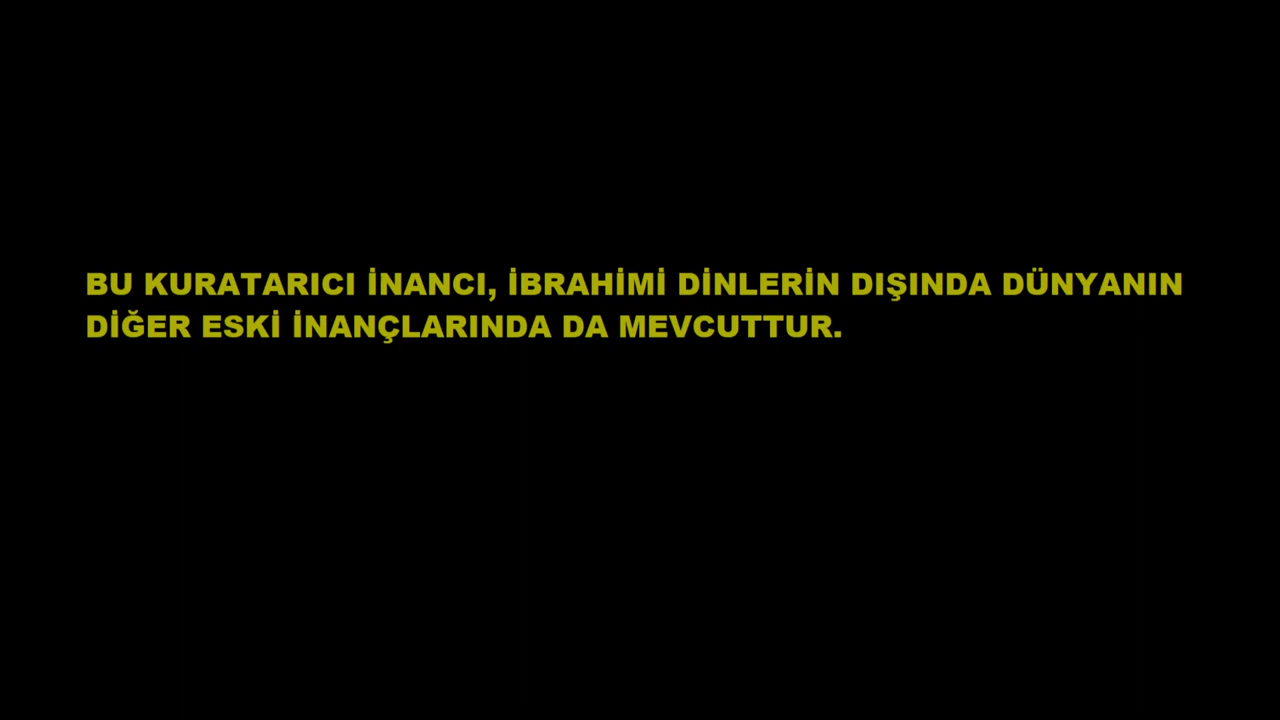 BU KURATARICI İNANCI, İBRAHİMİ DİNLERİN DIŞINDA DÜNYANIN
DİĞER ESKİ İNANÇLARINDA DA MEVCUTTUR.